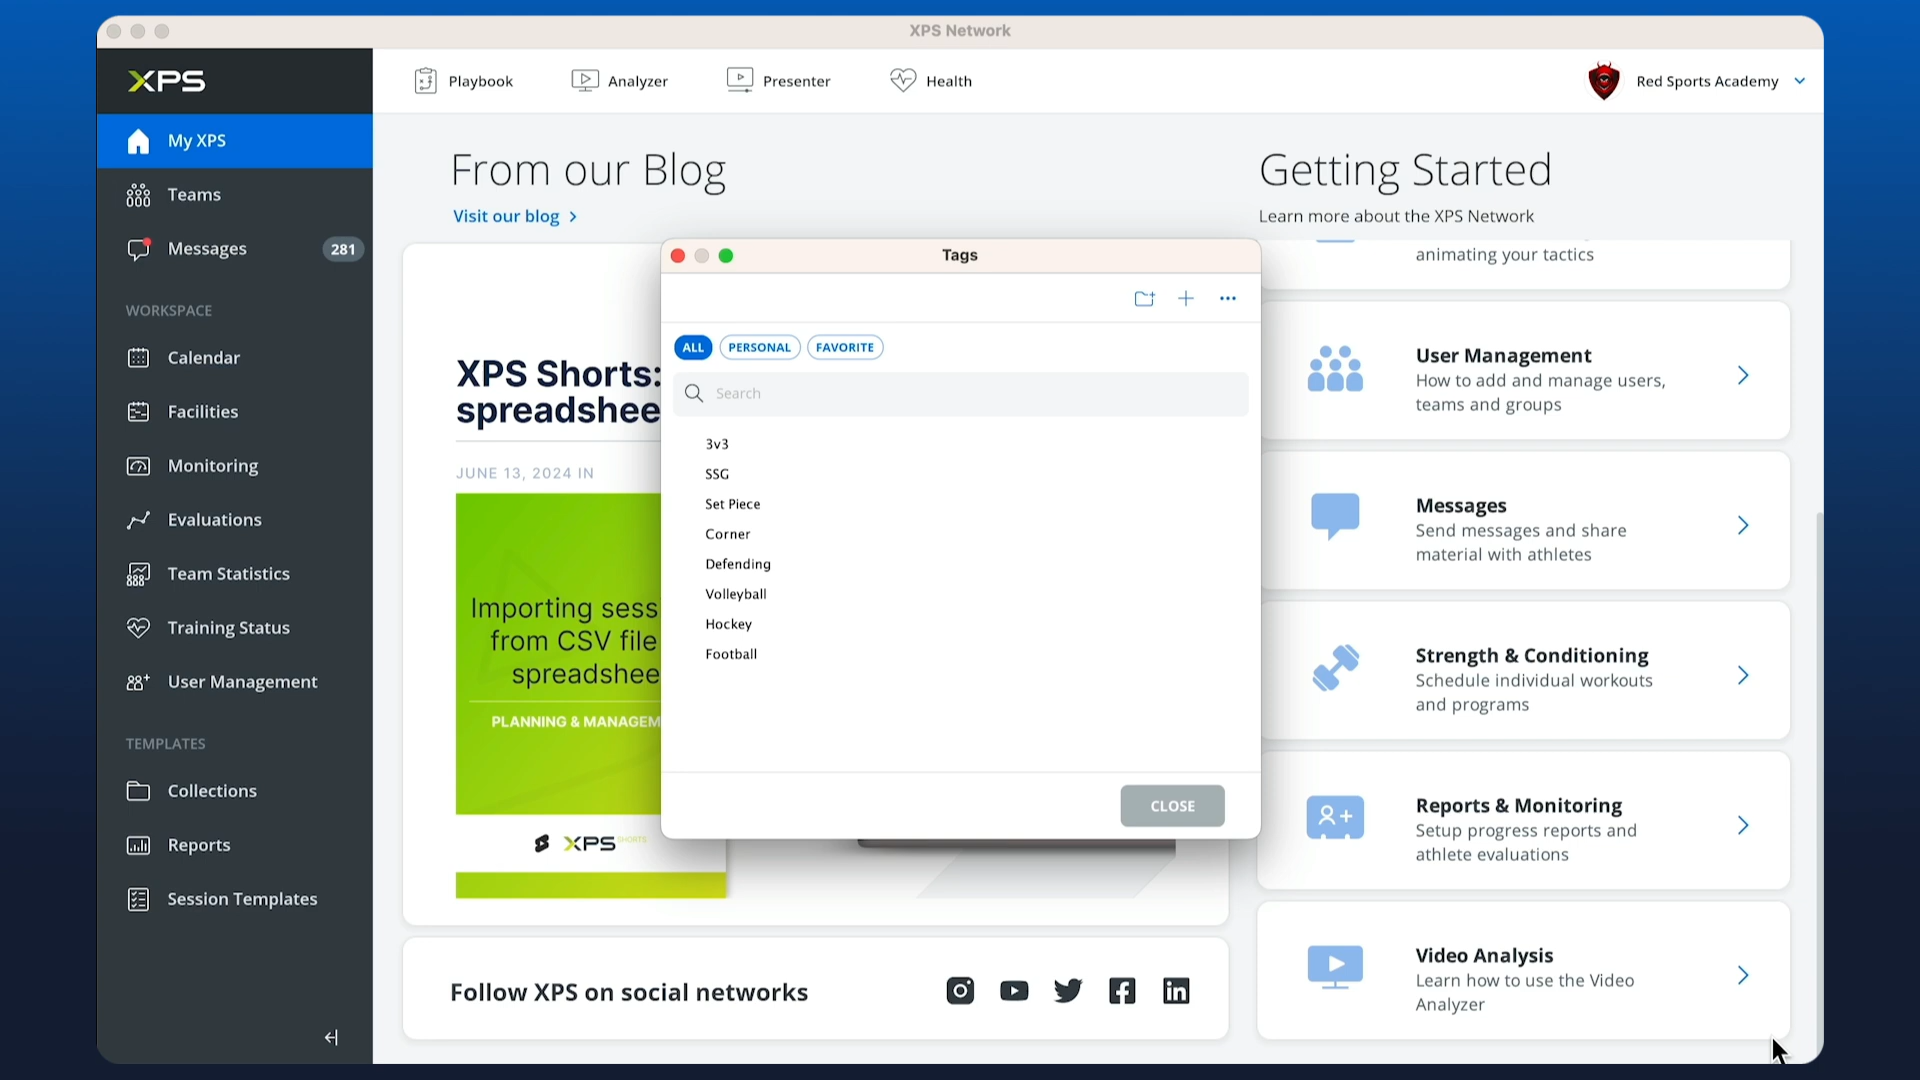 XPS Network
XPS
Playbook
Analyzer
Presenter
Health
Red Sports Academy
My XPS
Teams
Messages
281
WORKSPACE
Calendar
Facilities
Monitoring
Evaluations
Team Statistics
Training Status
User Management
TEMPLATES
Collections
Reports
Session Templates
From our Blog
Visit our blog
XPS Shorts:
spreadshee
JUNE 13, 2024 IN
Importing sess
from CSV file
spreadshee
PLANNING & MANAGEM
XPS SHORTS
Tags
ALL
PERSONAL
FAVORITE
Search
3v3
SSG
Set Piece
Corner
Defending
Volleyball
Hockey
Football
CLOSE
Follow XPS on social networks
Getting Started
Learn more about the XPS Network
animating your tactics
User Management
How to add and manage users,
teams and groups
Messages
Send messages and share
material with athletes
Strength & Conditioning
Schedule individual workouts
and programs
Reports & Monitoring
Setup progress reports and
athlete evaluations
Video Analysis
Learn how to use the Video
Analyzer